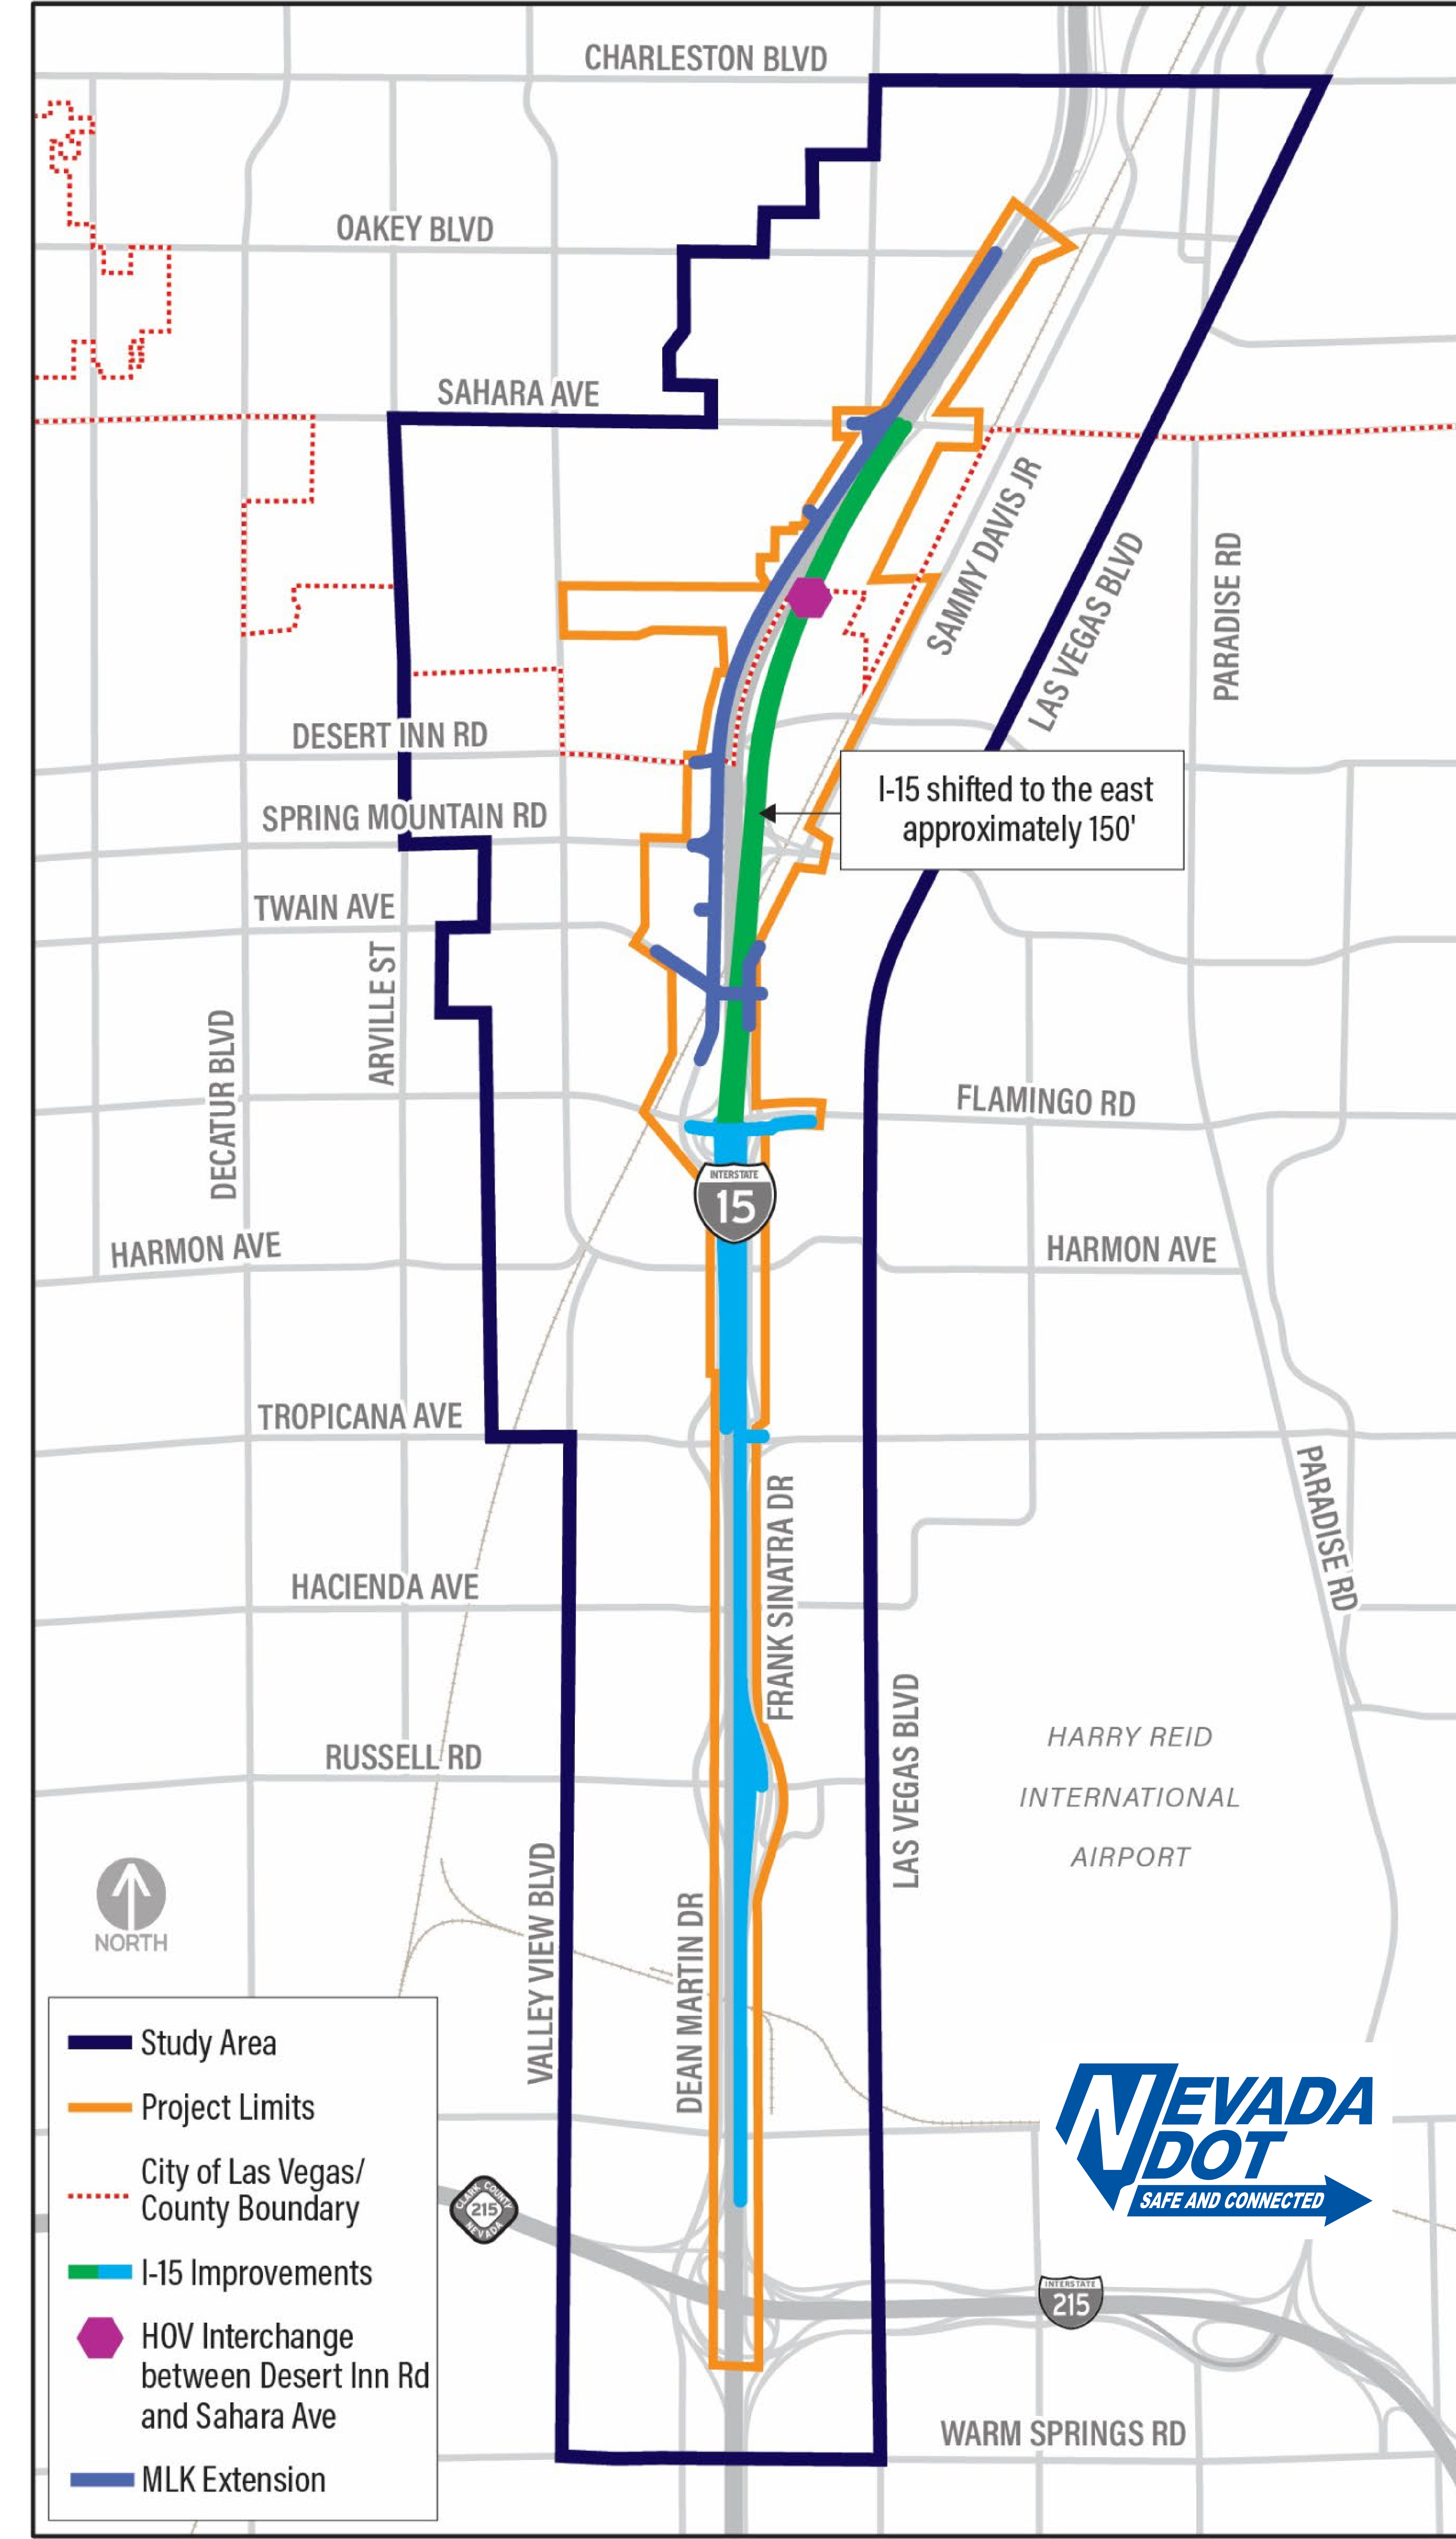 CHARLESTON BLVD
OAKEY BLVD
SAHARA AVE
SAMMY DAVIS JR
LAS VEGAS BLVD
PARADISE RD
DESERT INN RD
I-15 shifted to the east
approximately 150'
SPRING MOUNTAIN RD
TWAIN AVE
ARVILLE ST
DECATUR BLVD
FLAMINGO RD
INTERSTATE
15
HARMON AVE
HARMON AVE
TROPICANA AVE
PARADISE RD
FRANK SINATRA DR
HACIENDA AVE
LAS VEGAS BLVD
HARRY REID
INTERNATIONAL
AIRPORT
RUSSELL RD
VALLEY VIEW BLVD
DEAN MARTIN DR
NORTH
Study Area
Project Limits
City of Las Vegas/
County Boundary
I-15 Improvements
HOV Interchange
between Desert Inn Rd
and Sahara Ave
MLK Extension
CLARK COUNTY
215
NEVADA
NEVADA
DOT
SAFE AND CONNECTED
INTERSTATE
215
WARM SPRINGS RD